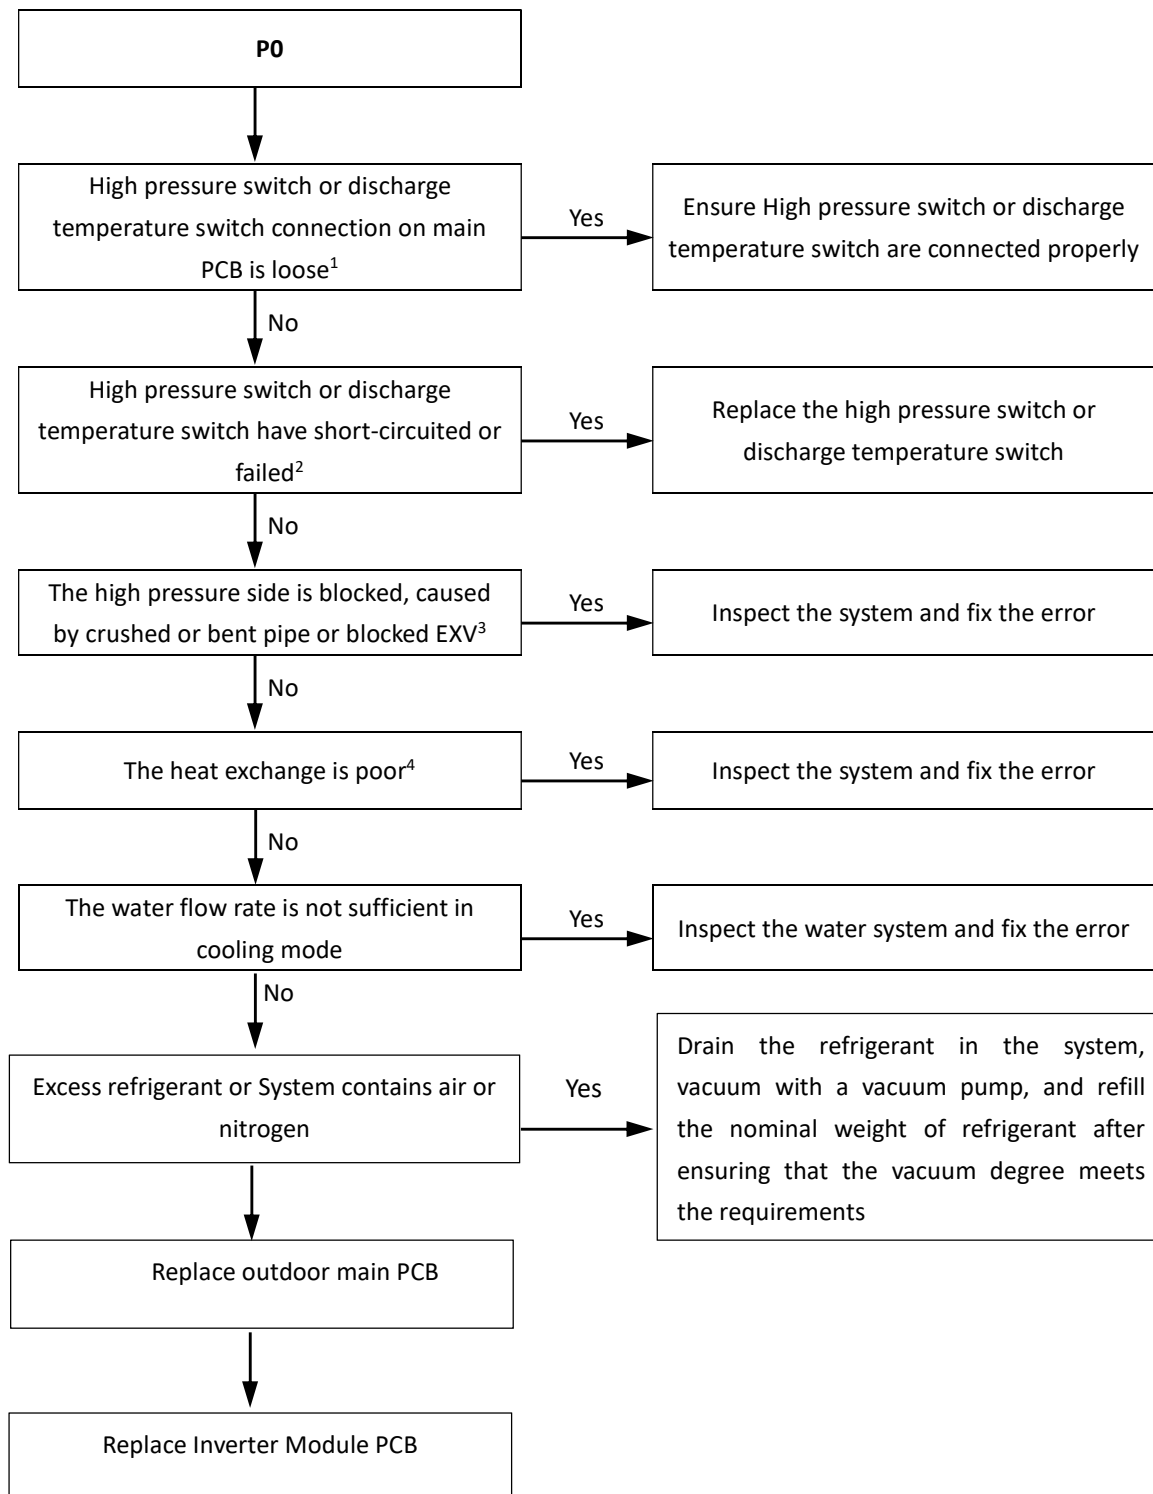 P0
High pressure switch or discharge
temperature switch connection on main
PCB is loose1
Yes
Ensure High pressure switch or discharge
temperature switch are connected properly
No
High pressure switch or discharge
temperature switch have short-circuited or
failed2
Yes
Replace the high pressure switch or
discharge temperature switch
No
The high pressure side is blocked, caused
by crushed or bent pipe or blocked EXV3
Yes
Inspect the system and fix the error
No
The heat exchange is poor4
Yes
Inspect the system and fix the error
No
The water flow rate is not sufficient in
cooling mode
Yes
Inspect the water system and fix the error
No
Excess refrigerant or System contains air or
nitrogen
Yes
Drain the refrigerant in the system,
vacuum with a vacuum pump, and refill
the nominal weight of refrigerant after
ensuring that the vacuum degree meets
the requirements
Replace outdoor main PCB
Replace Inverter Module PCB